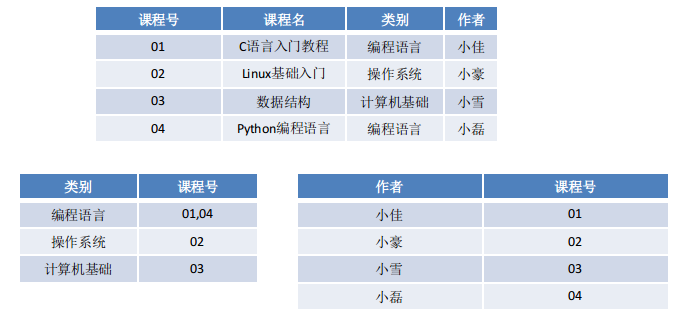 课程号 课程名 类别 作者
01 C语言入门教程 编程语言 小佳
02 Linux基础入门 操作系统 小豪
03 数据结构 计算机基础 小雪
04 Python编程语言 编程语言 小磊
类别 课程号
编程语言 01,04
操作系统 02
计算机基础 03
作者 课程号
小佳 01
小豪 02
小雪 03
小磊 04